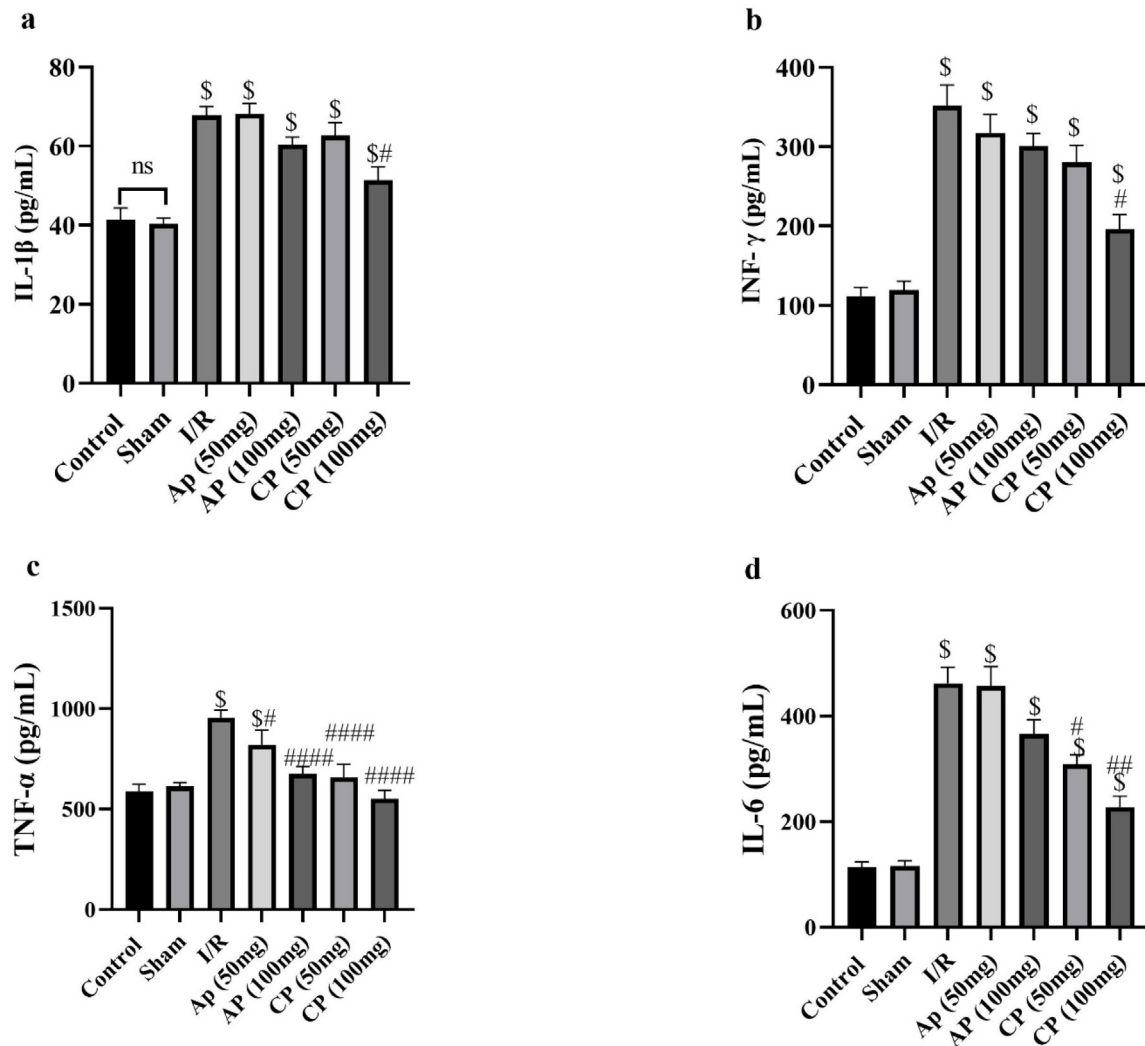 a
IL-1β (pg/mL)
80
60
40
20
0
ns
$
$
$
$
$#
Control
Sham
I/R
Ap (50mg)
AP (100mg)
CP (50mg)
CP (100mg)
b
INF- γ (pg/mL)
400
300
200
100
0
$
$
$
$
$
#
Control
Sham
I/R
Ap (50mg)
AP (100mg)
CP (50mg)
CP (100mg)
c
TNF-α (pg/mL)
1500
1000
500
0
$
$#
####
####
####
Control
Sham
I/R
Ap (50mg)
AP (100mg)
CP (50mg)
CP (100mg)
d
IL-6 (pg/mL)
600
400
200
0
$
$
$
#
$
##
$
Control
Sham
I/R
Ap (50mg)
AP (100mg)
CP (50mg)
CP (100mg)